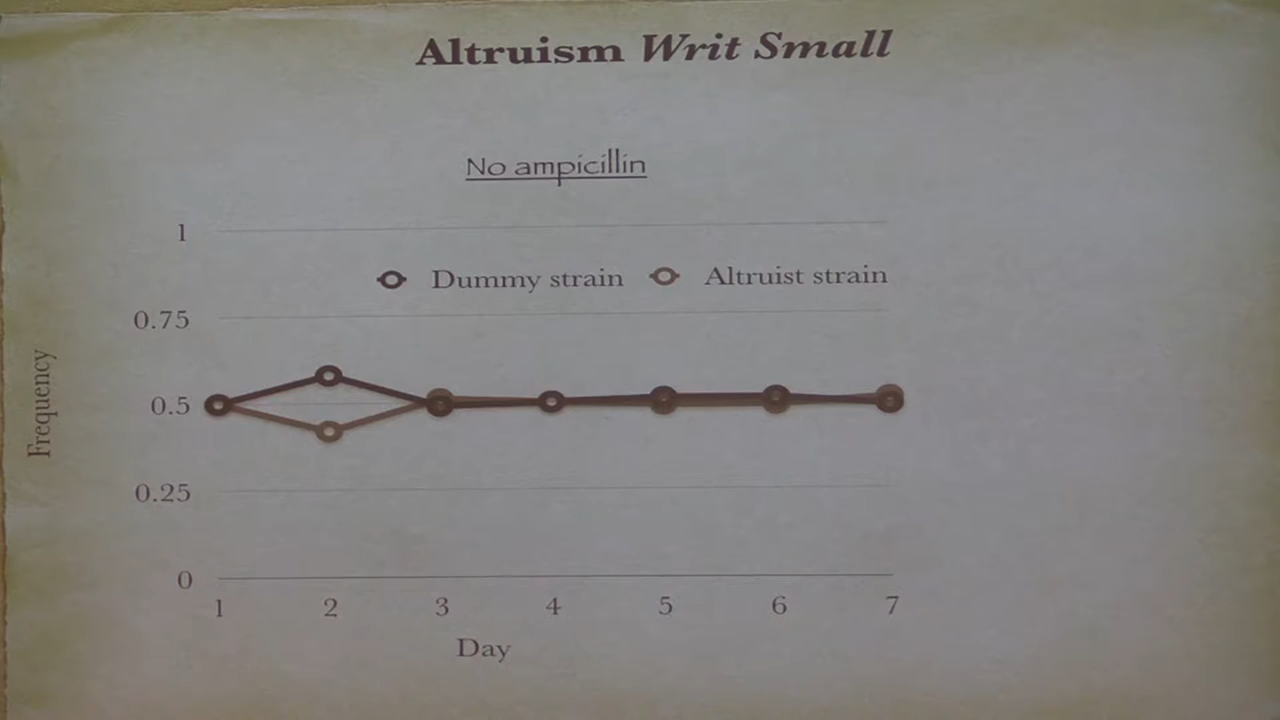 Altruism Writ Small
No ampicillin
1
Dummy strain Altruist strain
0.75
0.5
Frequency
0.25
0
1 2 3 4 5 6 7
Day